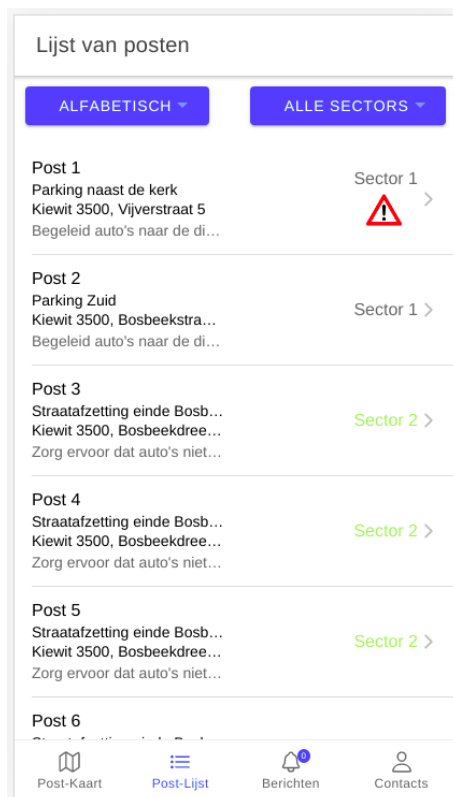 Lijst van posten
ALFABETISCH
ALLE SECTORS
Post 1
Parking naast de kerk
Kiewit 3500, Vijverstraat 5
Begeleid auto's naar de di…
Sector 1
Post 2
Parking Zuid
Kiewit 3500, Bosbeekstra…
Begeleid auto's naar de di…
Sector 1
Post 3
Straatafzetting einde Bosb…
Kiewit 3500, Bosbeekdree…
Zorg ervoor dat auto's niet…
Sector 2
Post 4
Straatafzetting einde Bosb…
Kiewit 3500, Bosbeekdree…
Zorg ervoor dat auto's niet…
Sector 2
Post 5
Straatafzetting einde Bosb…
Kiewit 3500, Bosbeekdree…
Zorg ervoor dat auto's niet…
Sector 2
Post 6
0
Post-Kaart
Post-Lijst
Berichten
Contacts